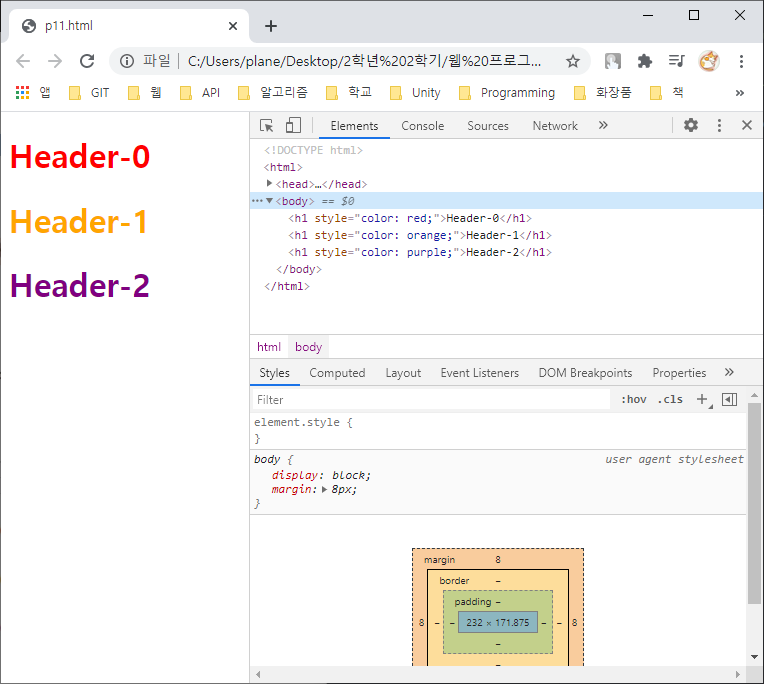 p11.html
파일 | C:/Users/plane/Desktop/2학년%202학기/웹%20프로그...
앱 GIT 웹 API 알고리즘 학교 Unity Programming 화장품 책 »
Header-0
Header-1
Header-2
Elements Console Sources Network »
<!DOCTYPE html>
<html>
<head>…</head>
<body> == $0
<h1 style="color: red;">Header-0</h1>
<h1 style="color: orange;">Header-1</h1>
<h1 style="color: purple;">Header-2</h1>
</body>
</html>
html body
Styles Computed Layout Event Listeners DOM Breakpoints Properties »
Filter :hov .cls +
element.style {
}
body { user agent stylesheet
display: block;
margin: 8px;
}
margin 8
border –
padding –
8 – – 232 × 171.875 – – 8
–
–